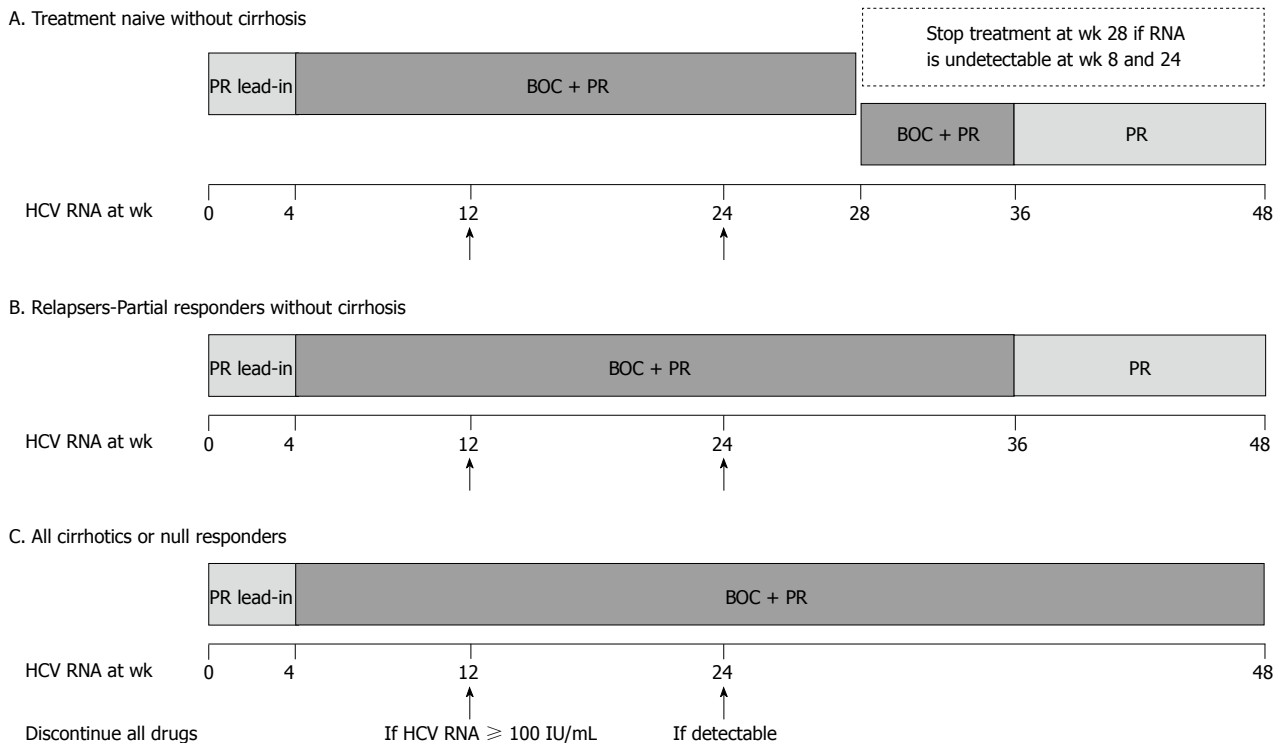 A. Treatment naive without cirrhosis
Stop treatment at wk 28 if RNA
is undetectable at wk 8 and 24
PR lead-in BOC + PR
BOC + PR PR
HCV RNA at wk 0 4 12 24 28 36 48
B. Relapsers-Partial responders without cirrhosis
PR lead-in BOC + PR PR
HCV RNA at wk 0 4 12 24 36 48
C. All cirrhotics or null responders
PR lead-in BOC + PR
HCV RNA at wk 0 4 12 24 48
Discontinue all drugs If HCV RNA ⩾ 100 IU/mL If detectable